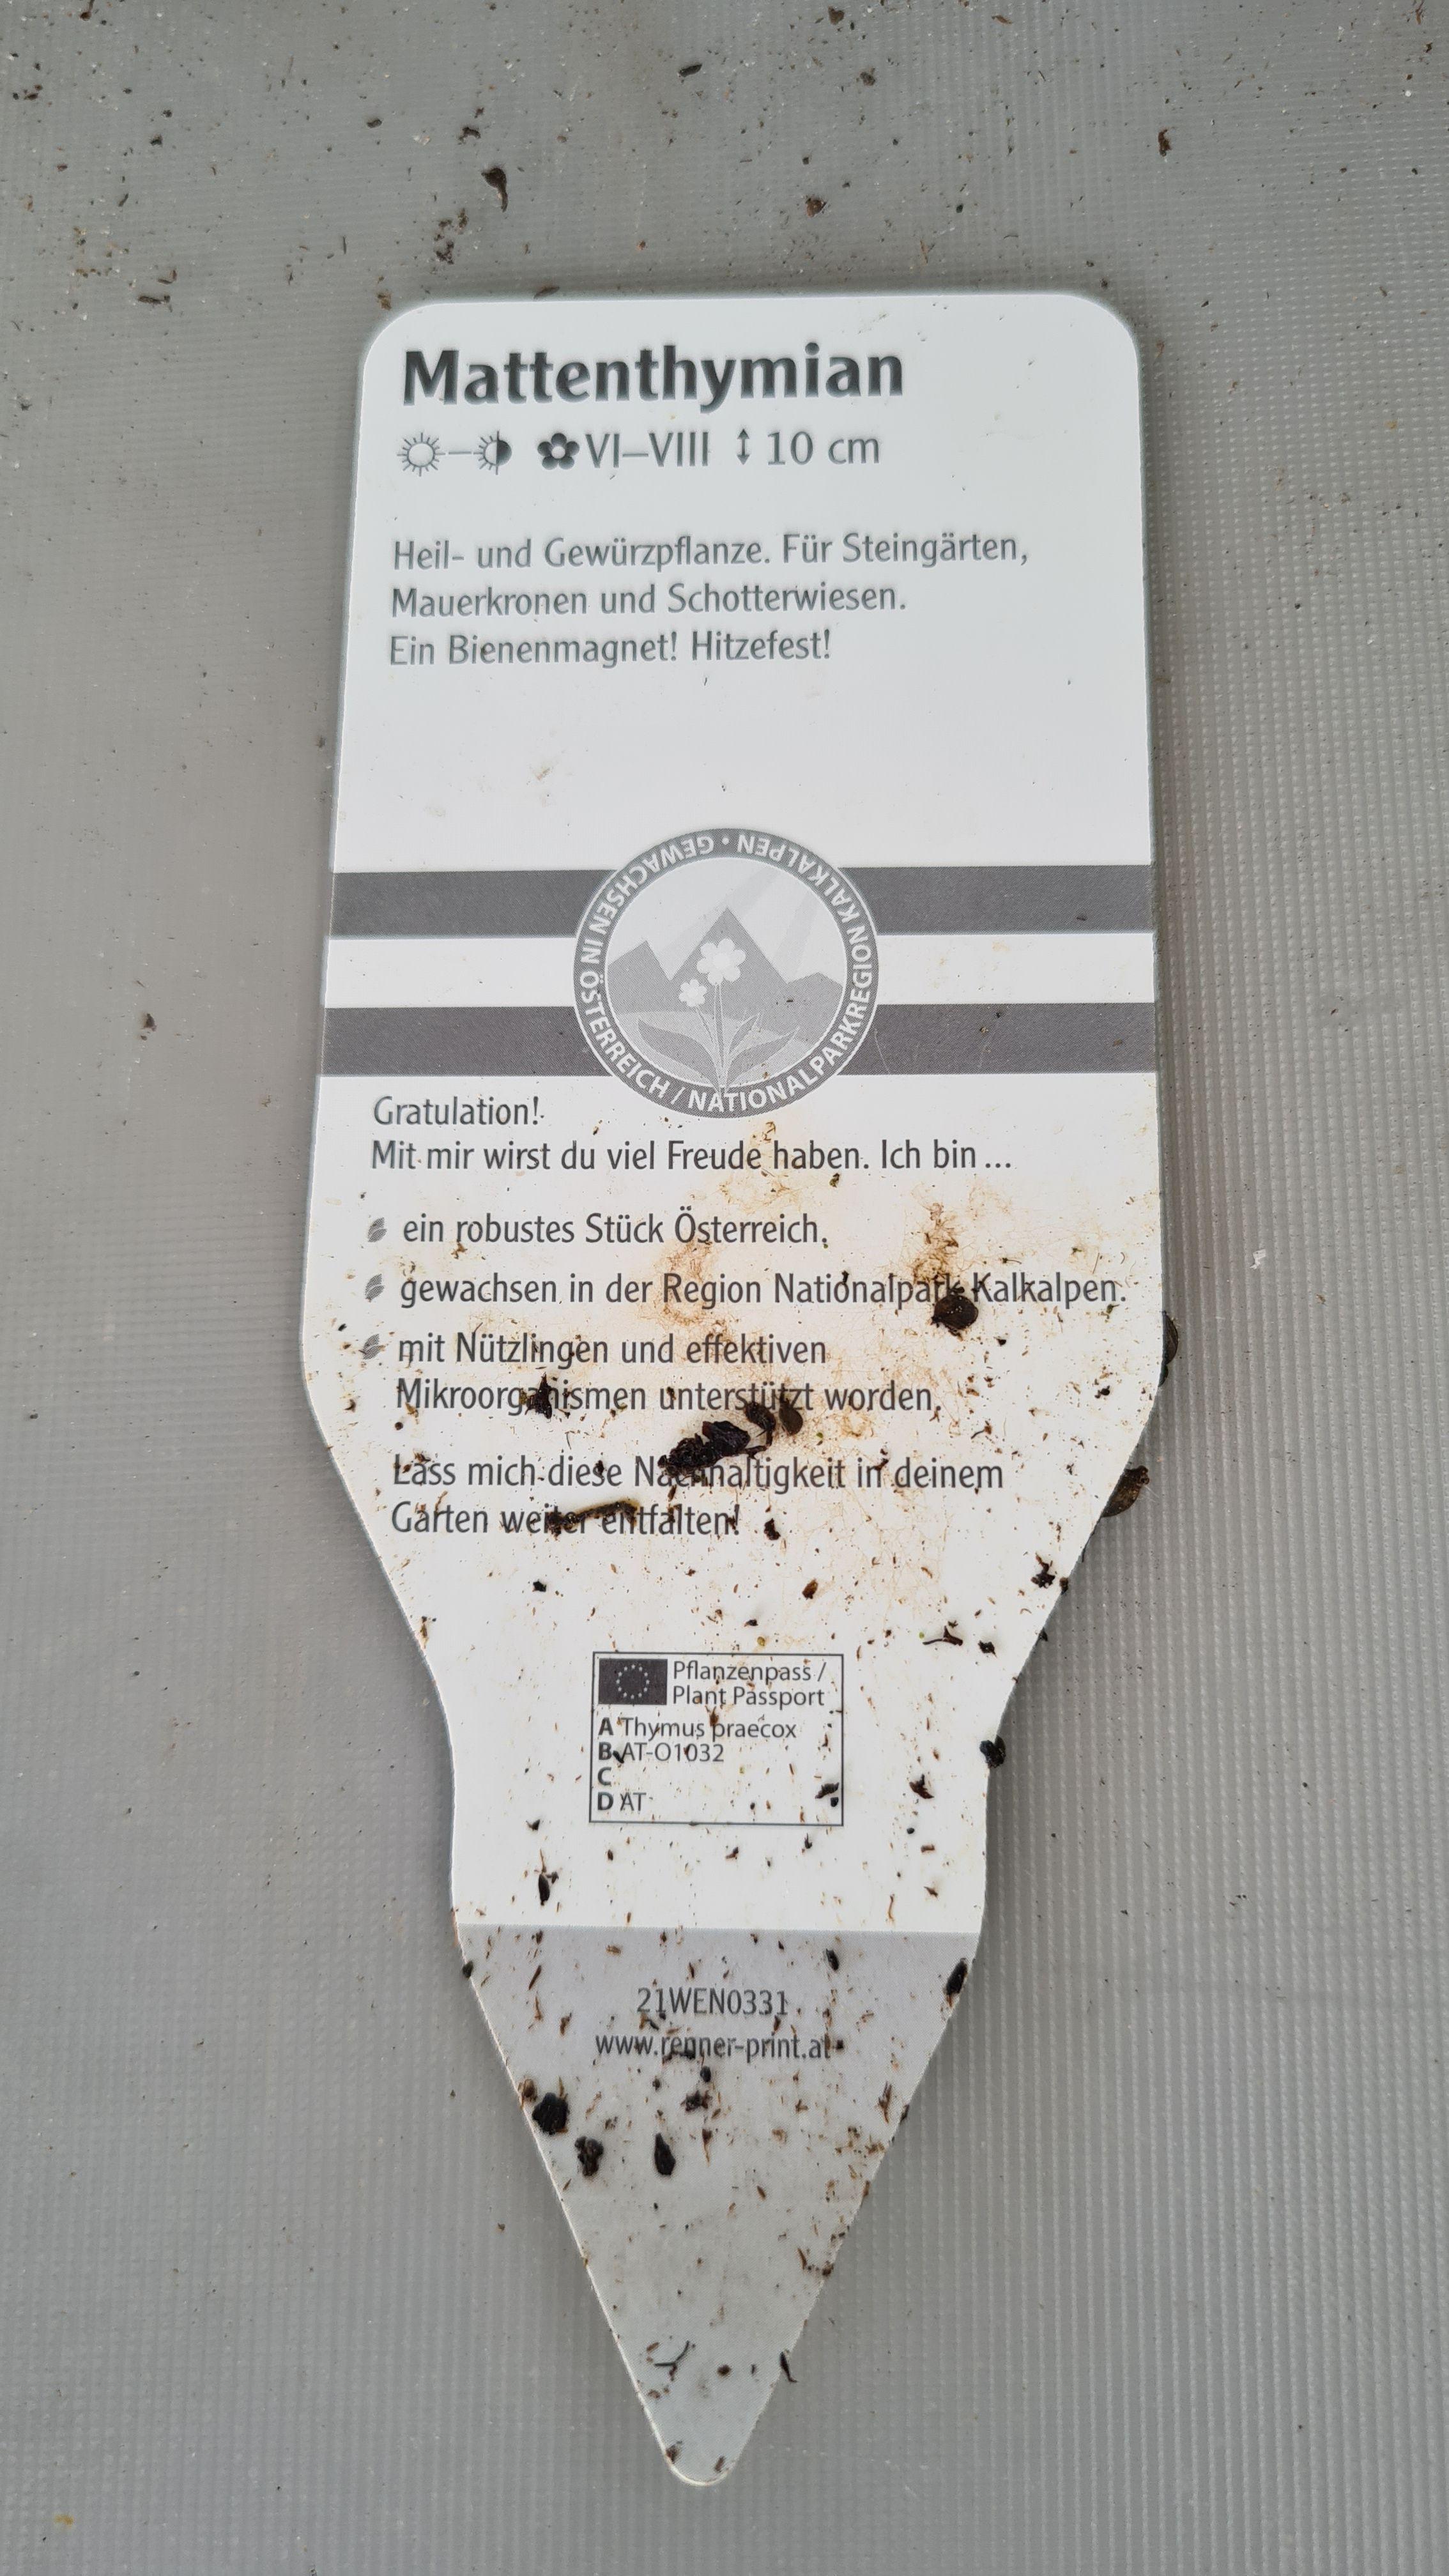 Mattenthymian
VI–VIII ↕ 10 cm
Heil- und Gewürzpflanze. Für Steingärten,
Mauerkronen und Schotterwiesen.
Ein Bienenmagnet! Hitzefest!
GEWACHSEN IN ÖSTERREICH / NATIONALPARKREGION KALKALPEN •
Gratulation!
Mit mir wirst du viel Freude haben. Ich bin ...
ein robustes Stück Österreich.
gewachsen in der Region Nationalpark Kalkalpen.
mit Nützlingen und effektiven
Mikroorganismen unterstützt worden.
Lass mich diese Nachhaltigkeit in deinem
Garten weiter entfalten!
Pflanzenpass /
Plant Passport
A Thymus praecox
B AT-O1032
C
D AT
21WEN0331
www.renner-print.at